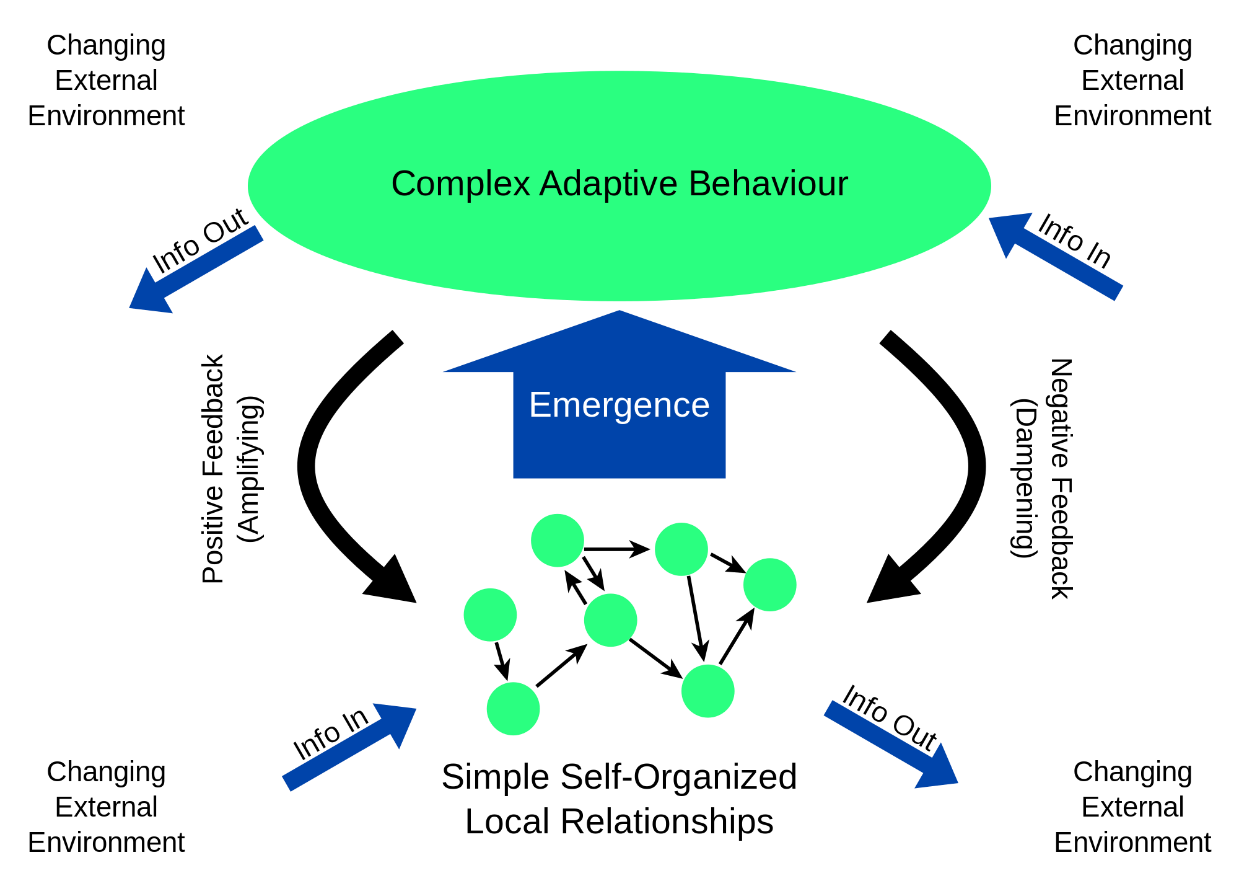 Changing
External
Environment
Changing
External
Environment
Complex Adaptive Behaviour
Info Out
Info In
Positive Feedback
(Amplifying)
Emergence
Negative Feedback
(Dampening)
Info In
Info Out
Simple Self-Organized
Local Relationships
Changing
External
Environment
Changing
External
Environment